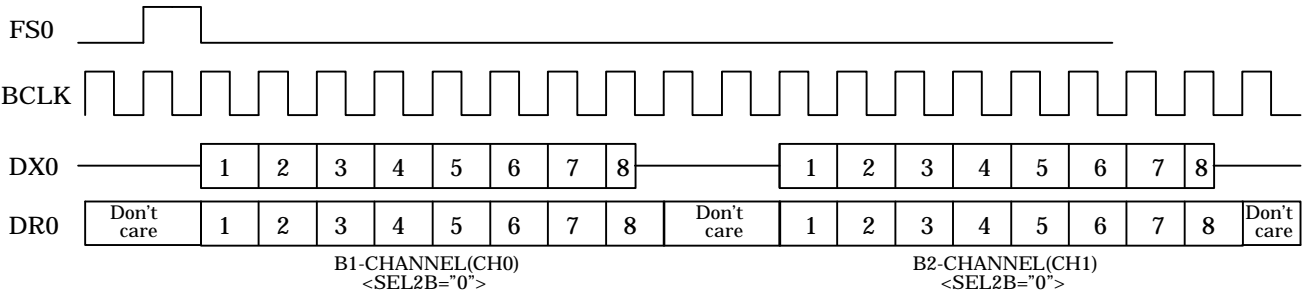 FS0
BCLK
DX0 1 2 3 4 5 6 7 8 1 2 3 4 5 6 7 8
DR0 Don't care 1 2 3 4 5 6 7 8 Don't care 1 2 3 4 5 6 7 8 Don't care
B1-CHANNEL(CH0) B2-CHANNEL(CH1)
<SEL2B="0"> <SEL2B="0">